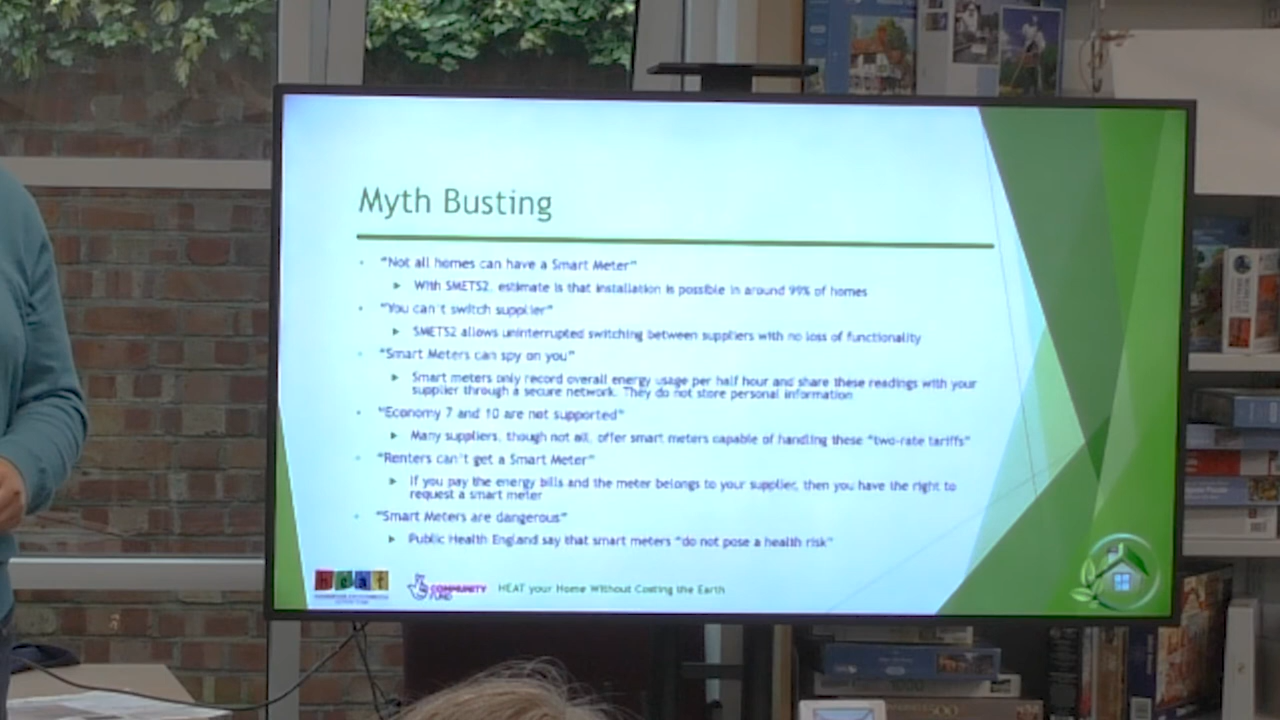 Myth Busting
"Not all homes can have a Smart Meter"
With SMETS2, estimate is that installation is possible in around 99% of homes
"You can't switch supplier"
SMETS2 allows uninterrupted switching between suppliers with no loss of functionality
"Smart Meters can spy on you"
Smart meters only record overall energy usage per half hour and share these readings with your
supplier through a secure network. They do not store personal information
"Economy 7 and 10 are not supported"
Many suppliers, though not all, offer smart meters capable of handling these "two-rate tariffs"
"Renters can't get a Smart Meter"
If you pay the energy bills and the meter belongs to your supplier, then you have the right to
request a smart meter
"Smart Meters are dangerous"
Public Health England say that smart meters "do not pose a health risk"
heat
COMMUNITY
FUND
HEAT your Home Without Costing the Earth